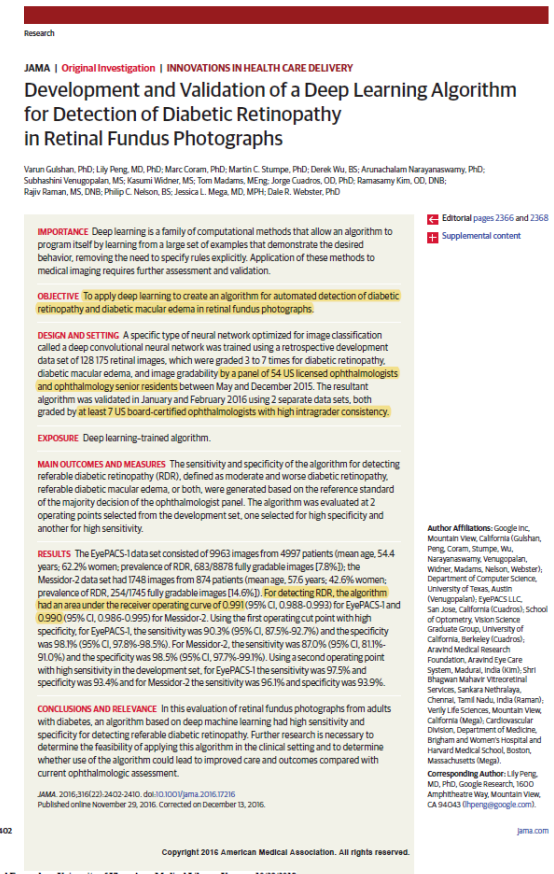 Research
JAMA | Original Investigation | INNOVATIONS IN HEALTH CARE DELIVERY
Development and Validation of a Deep Learning Algorithm
for Detection of Diabetic Retinopathy
in Retinal Fundus Photographs
Varun Gulshan, PhD; Lily Peng, MD, PhD; Marc Coram, PhD; Martin C. Stumpe, PhD; Derek Wu, BS; Arunachalam Narayanaswamy, PhD;
Subhashini Venugopalan, MS; Kasumi Widner, MS; Tom Madams, MEng; Jorge Cuadros, OD, PhD; Ramasamy Kim, OD, DNB;
Rajiv Raman, MS, DNB; Philip C. Nelson, BS; Jessica L. Mega, MD, MPH; Dale R. Webster, PhD
Editorial pages 2366 and 2368
Supplemental content
IMPORTANCE Deep learning is a family of computational methods that allow an algorithm to
program itself by learning from a large set of examples that demonstrate the desired
behavior, removing the need to specify rules explicitly. Application of these methods to
medical imaging requires further assessment and validation.
OBJECTIVE To apply deep learning to create an algorithm for automated detection of diabetic
retinopathy and diabetic macular edema in retinal fundus photographs.
DESIGN AND SETTING A specific type of neural network optimized for image classification
called a deep convolutional neural network was trained using a retrospective development
data set of 128 175 retinal images, which were graded 3 to 7 times for diabetic retinopathy,
diabetic macular edema, and image gradability by a panel of 54 US licensed ophthalmologists
and ophthalmology senior residents between May and December 2015. The resultant
algorithm was validated in January and February 2016 using 2 separate data sets, both
graded by at least 7 US board-certified ophthalmologists with high intragrader consistency.
EXPOSURE Deep learning–trained algorithm.
MAIN OUTCOMES AND MEASURES The sensitivity and specificity of the algorithm for detecting
referable diabetic retinopathy (RDR), defined as moderate and worse diabetic retinopathy,
referable diabetic macular edema, or both, were generated based on the reference standard
of the majority decision of the ophthalmologist panel. The algorithm was evaluated at 2
operating points selected from the development set, one selected for high specificity and
another for high sensitivity.
RESULTS The EyePACS-1 data set consisted of 9963 images from 4997 patients (mean age, 54.4
years; 62.2% women; prevalence of RDR, 683/8878 fully gradable images [7.8%]); the
Messidor-2 data set had 1748 images from 874 patients (mean age, 57.6 years; 42.6% women;
prevalence of RDR, 254/1745 fully gradable images [14.6%]). For detecting RDR, the algorithm
had an area under the receiver operating curve of 0.991 (95% CI, 0.988-0.993) for EyePACS-1 and
0.990 (95% CI, 0.986-0.995) for Messidor-2. Using the first operating cut point with high
specificity, for EyePACS-1, the sensitivity was 90.3% (95% CI, 87.5%-92.7%) and the specificity
was 98.1% (95% CI, 97.8%-98.5%). For Messidor-2, the sensitivity was 87.0% (95% CI, 81.1%-
91.0%) and the specificity was 98.5% (95% CI, 97.7%-99.1%). Using a second operating point
with high sensitivity in the development set, for EyePACS-1 the sensitivity was 97.5% and
specificity was 93.4% and for Messidor-2 the sensitivity was 96.1% and specificity was 93.9%.
CONCLUSIONS AND RELEVANCE In this evaluation of retinal fundus photographs from adults
with diabetes, an algorithm based on deep machine learning had high sensitivity and
specificity for detecting referable diabetic retinopathy. Further research is necessary to
determine the feasibility of applying this algorithm in the clinical setting and to determine
whether use of the algorithm could lead to improved care and outcomes compared with
current ophthalmologic assessment.
JAMA. 2016;316(22):2402-2410. doi:10.1001/jama.2016.17216
Published online November 29, 2016. Corrected on December 13, 2016.
Author Affiliations: Google Inc,
Mountain View, California (Gulshan,
Peng, Coram, Stumpe, Wu,
Narayanaswamy, Venugopalan,
Widner, Madams, Nelson, Webster);
Department of Computer Science,
University of Texas, Austin
(Venugopalan); EyePACS LLC,
San Jose, California (Cuadros); School
of Optometry, Vision Science
Graduate Group, University of
California, Berkeley (Cuadros);
Aravind Medical Research
Foundation, Aravind Eye Care
System, Madurai, India (Kim); Shri
Bhagwan Mahavir Vitreoretinal
Services, Sankara Nethralaya,
Chennai, Tamil Nadu, India (Raman);
Verily Life Sciences, Mountain View,
California (Mega); Cardiovascular
Division, Department of Medicine,
Brigham and Women's Hospital and
Harvard Medical School, Boston,
Massachusetts (Mega).
Corresponding Author: Lily Peng,
MD, PhD, Google Research, 1600
Amphitheatre Way, Mountain View,
CA 94043 (lhpeng@google.com).
402
jama.com
Copyright 2016 American Medical Association. All rights reserved.